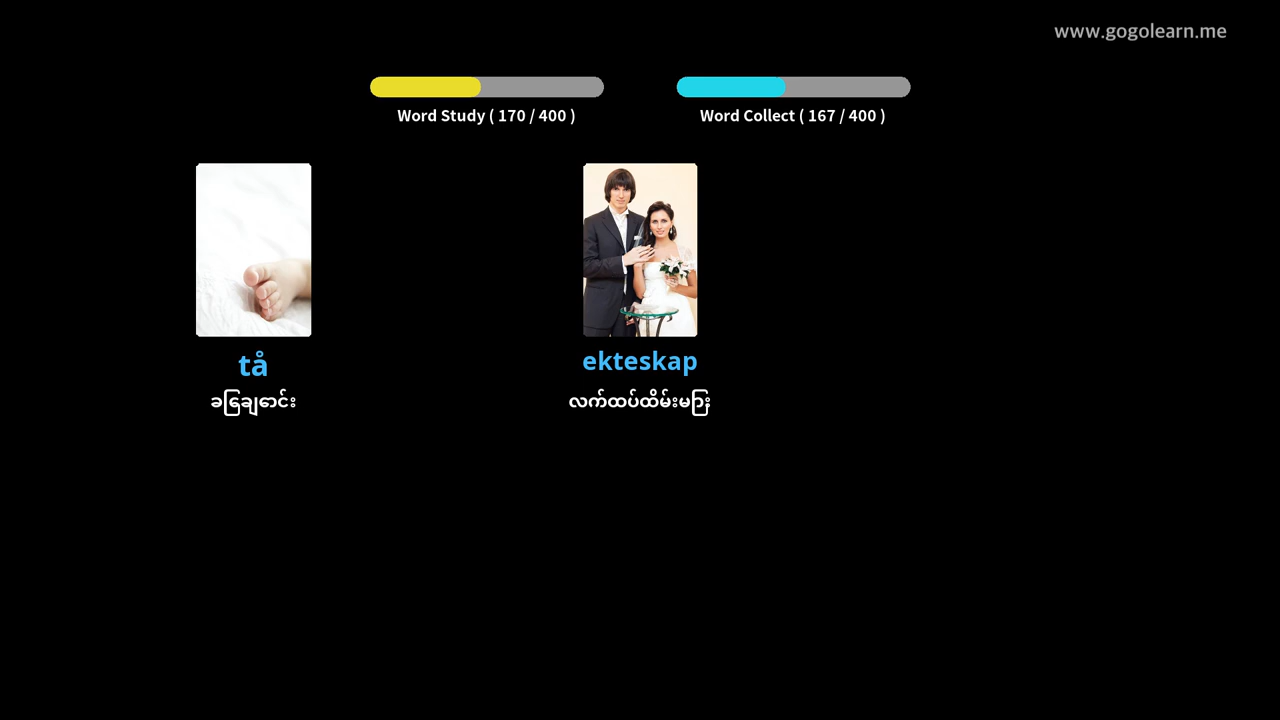 www.gogolearn.me
Word Study ( 170 / 400 )
Word Collect ( 167 / 400 )
tå
ekteskap
ခြေချောင်း
လက်ထပ်ထိမ်းမြား